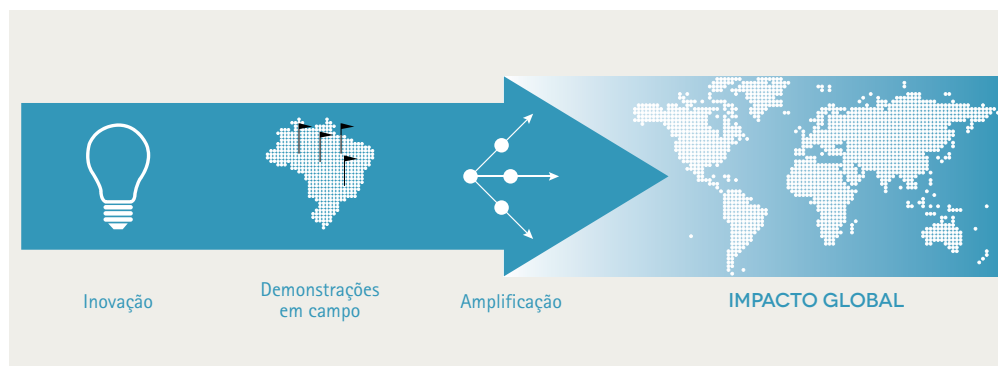 Inovação
Demonstrações
em campo
Amplificação
IMPACTO GLOBAL